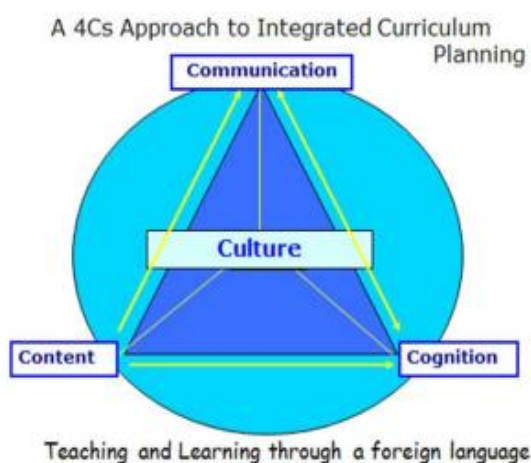 A 4Cs Approach to Integrated Curriculum
Planning
Communication
Culture
Content
Cognition
Teaching and Learning through a foreign language